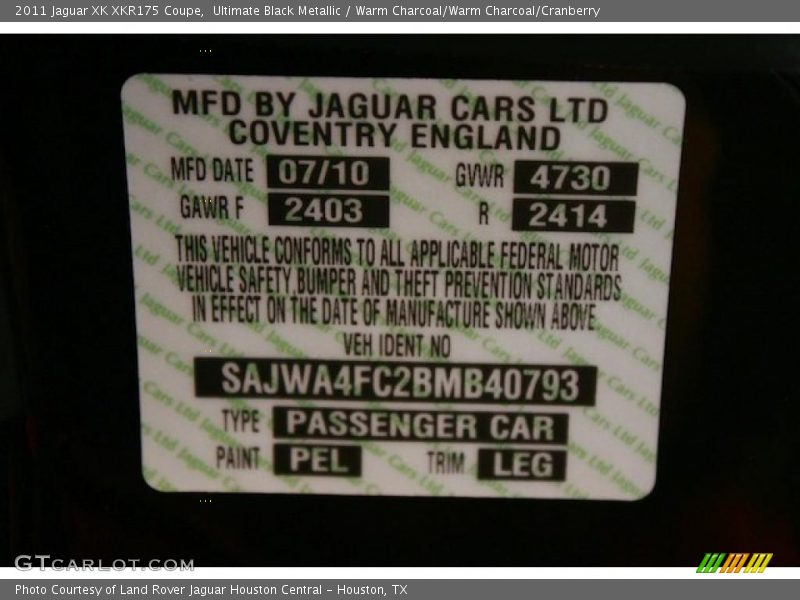 2011 Jaguar XK XKR175 Coupe,  Ultimate Black Metallic / Warm Charcoal/Warm Charcoal/Cranberry
MFD BY JAGUAR CARS LTD
COVENTRY ENGLAND
MFD DATE 07/10 GVWR 4730
GAWR F 2403 R 2414
THIS VEHICLE CONFORMS TO ALL APPLICABLE FEDERAL MOTOR
VEHICLE SAFETY, BUMPER AND THEFT PREVENTION STANDARDS
IN EFFECT ON THE DATE OF MANUFACTURE SHOWN ABOVE.
VEH IDENT NO
SAJWA4FC2BMB40793
TYPE PASSENGER CAR
PAINT PEL TRIM LEG
GTCARLOT.COM
Photo Courtesy of Land Rover Jaguar Houston Central – Houston, TX